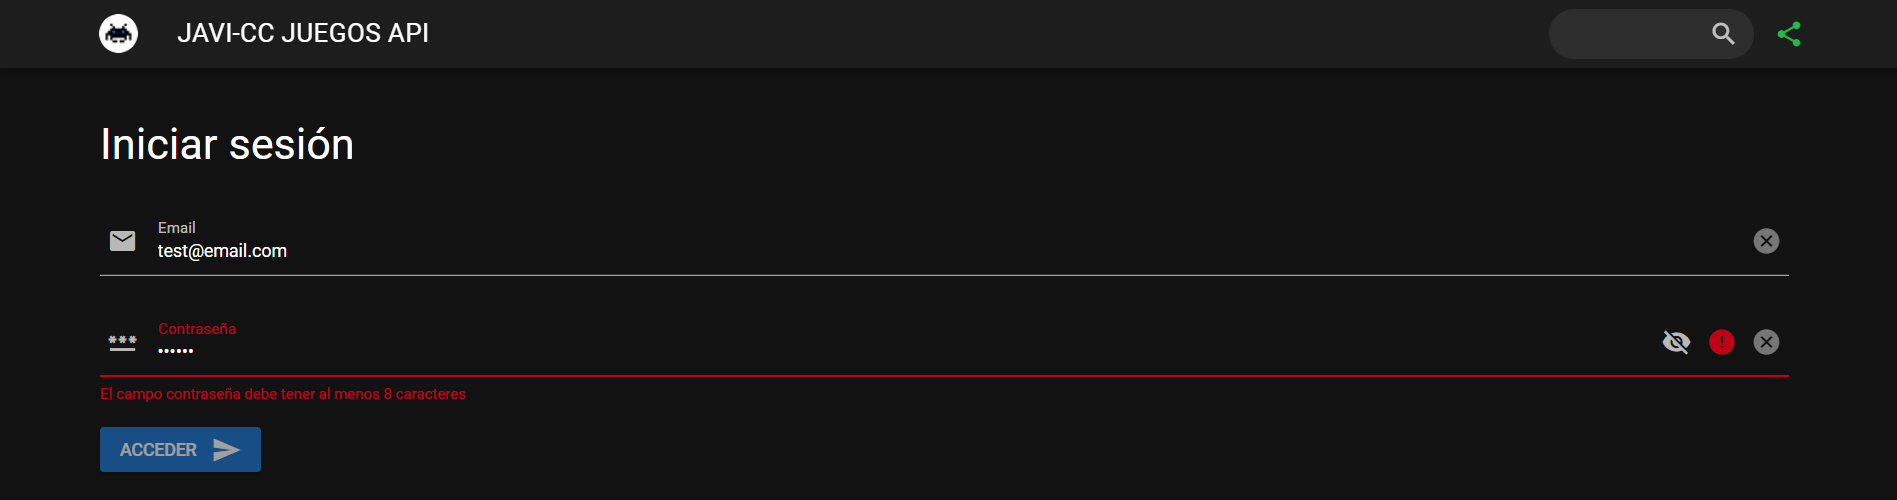 JAVI-CC JUEGOS API
Iniciar sesión
Email
test@email.com
Contraseña
••••••
El campo contraseña debe tener al menos 8 caracteres
ACCEDER